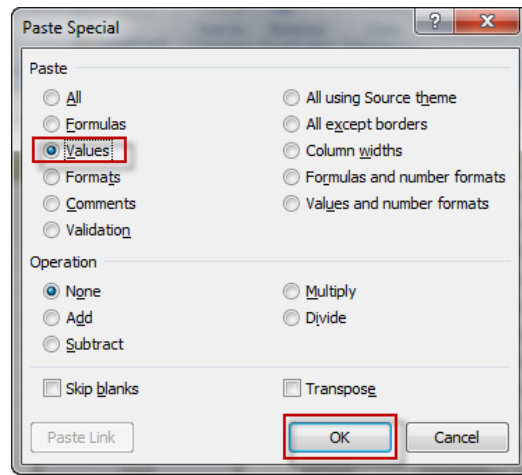 Paste Special
Paste
All
All using Source theme
Formulas
All except borders
Values
Column widths
Formats
Formulas and number formats
Comments
Values and number formats
Validation
Operation
None
Multiply
Add
Divide
Subtract
Skip blanks
Transpose
Paste Link
OK
Cancel